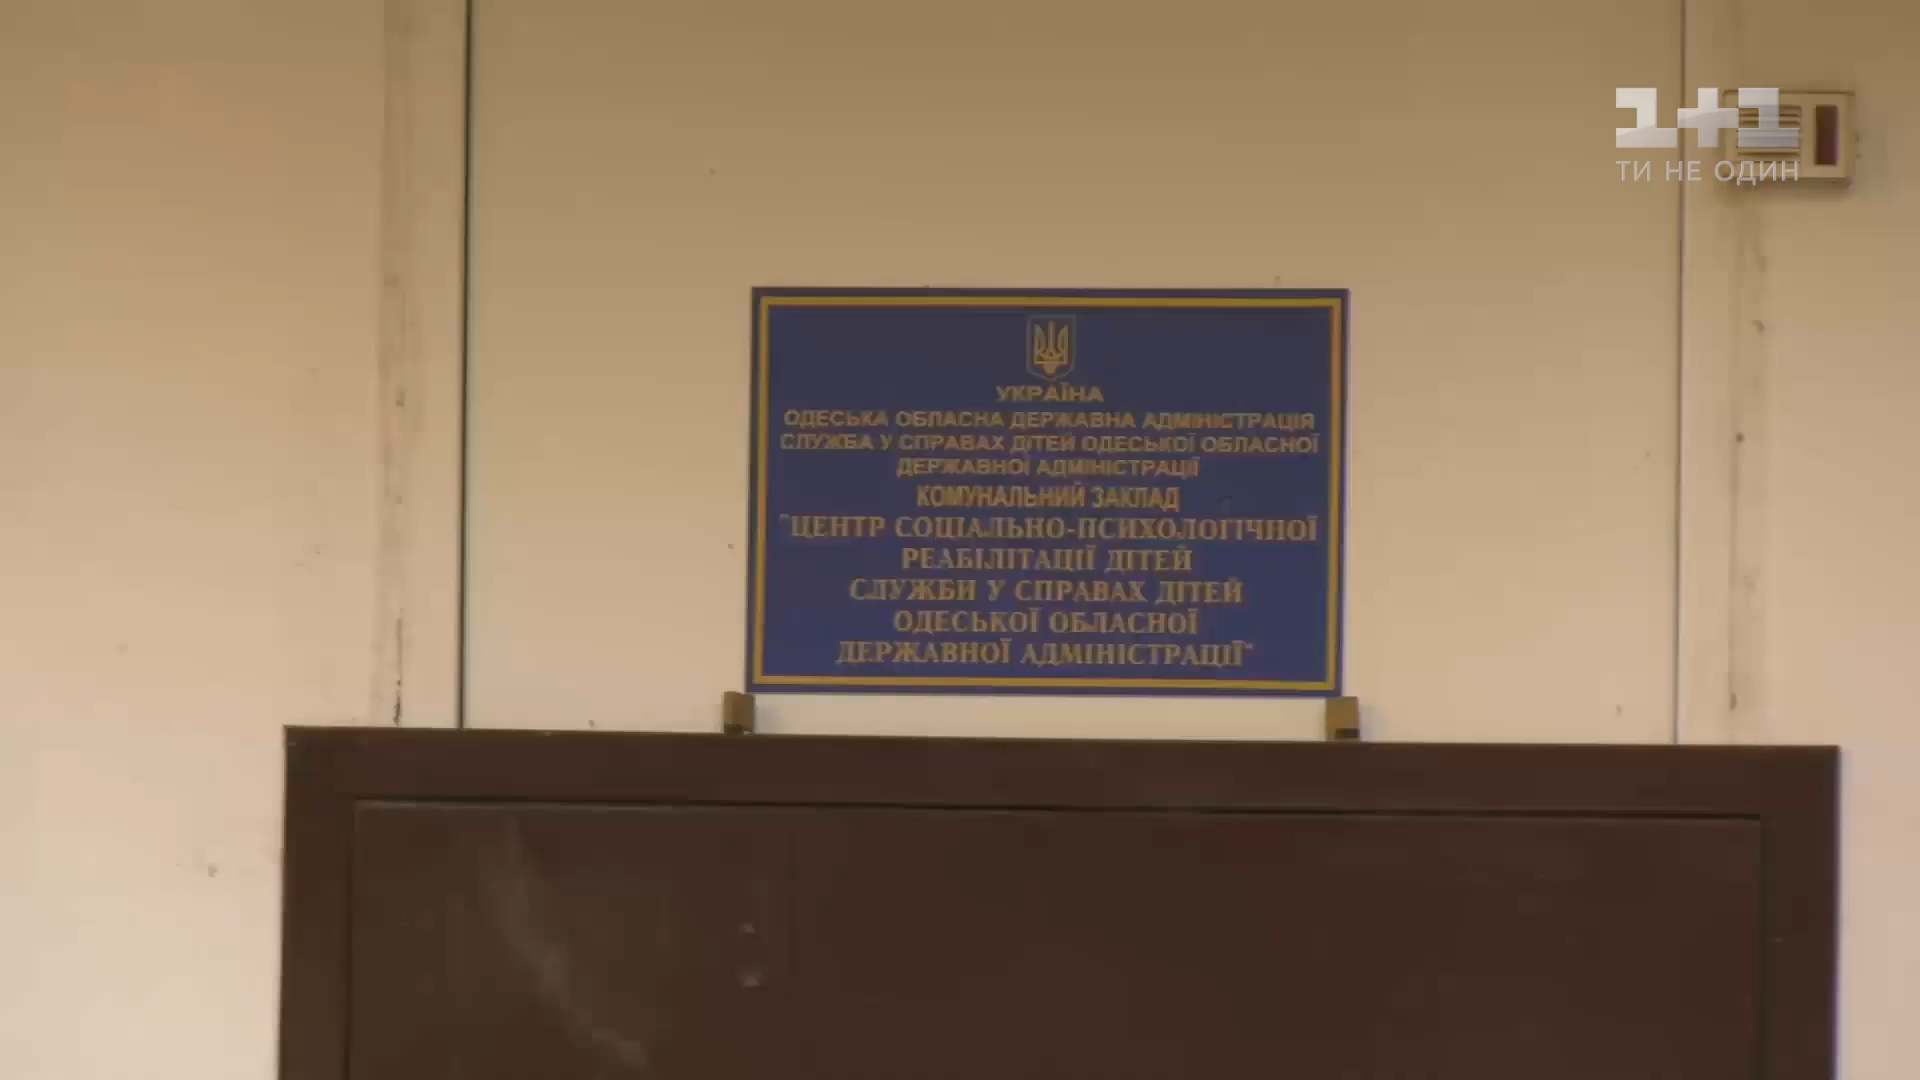 1+1
ТИ НЕ ОДИН
УКРАЇНА
ОДЕСЬКА ОБЛАСНА ДЕРЖАВНА АДМІНІСТРАЦІЯ
СЛУЖБА У СПРАВАХ ДІТЕЙ ОДЕСЬКОЇ ОБЛАСНОЇ
ДЕРЖАВНОЇ АДМІНІСТРАЦІЇ
КОМУНАЛЬНИЙ ЗАКЛАД
"ЦЕНТР СОЦІАЛЬНО-ПСИХОЛОГІЧНОЇ
РЕАБІЛІТАЦІЇ ДІТЕЙ
СЛУЖБИ У СПРАВАХ ДІТЕЙ
ОДЕСЬКОЇ ОБЛАСНОЇ
ДЕРЖАВНОЇ АДМІНІСТРАЦІЇ"